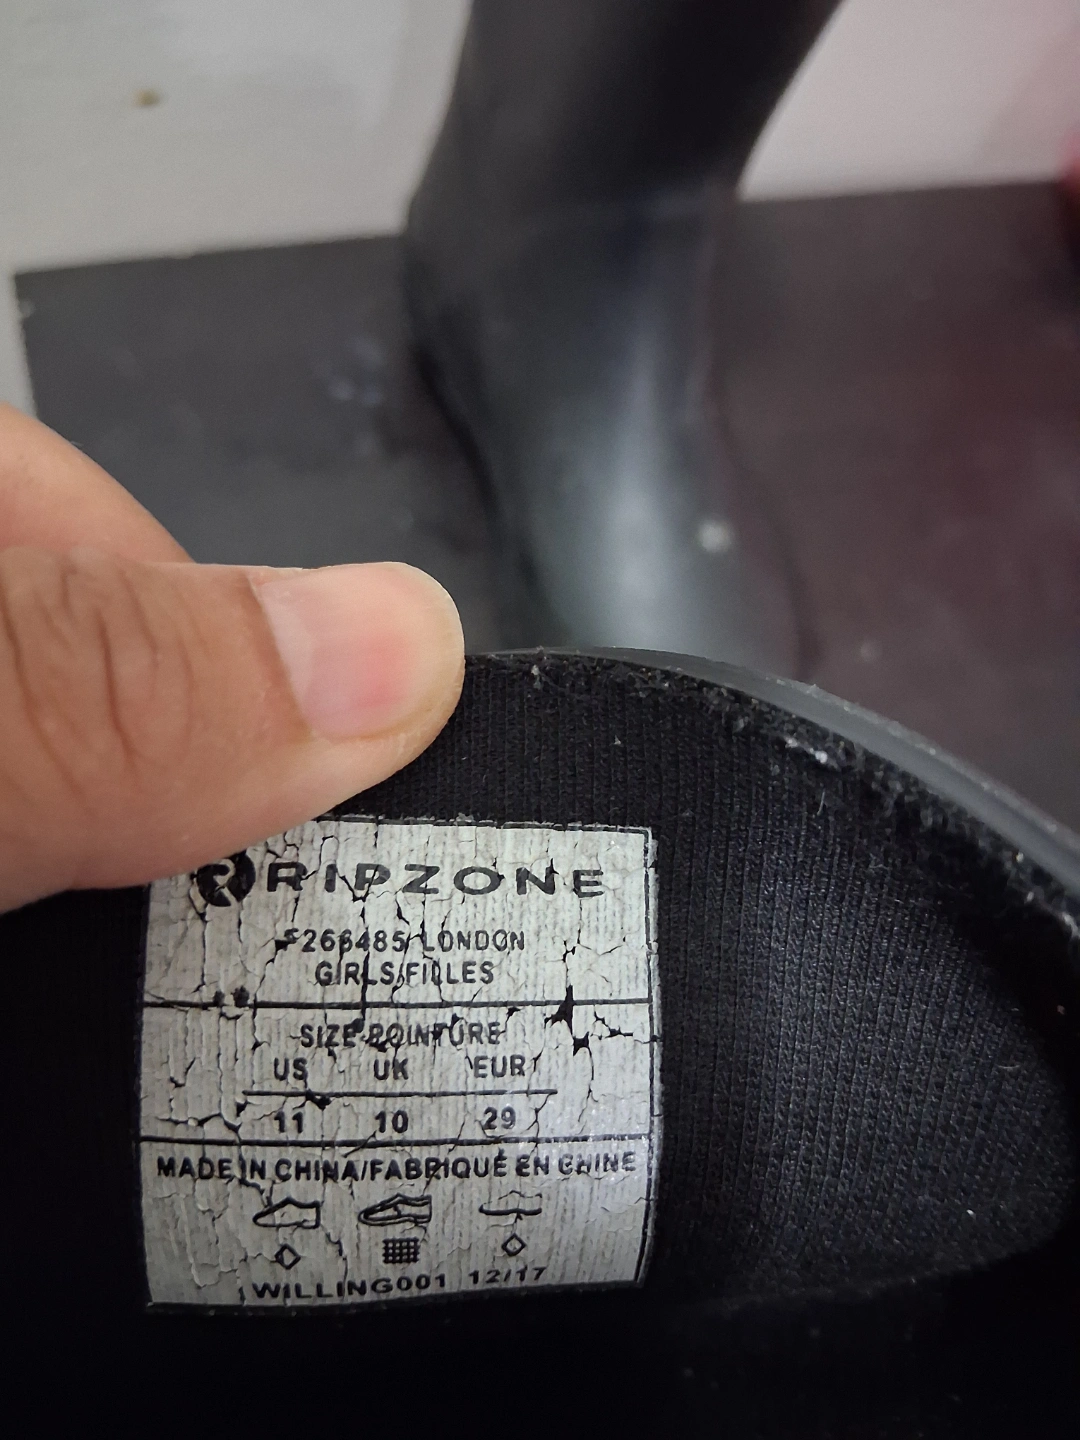 RIPZONE
LONDON
GIRLS/FILLES
SIZE-POINTURE
US UK EUR
11 10 29
MADE IN CHINA/FABRIQUÉ EN CHINE
WILLING001 12/17